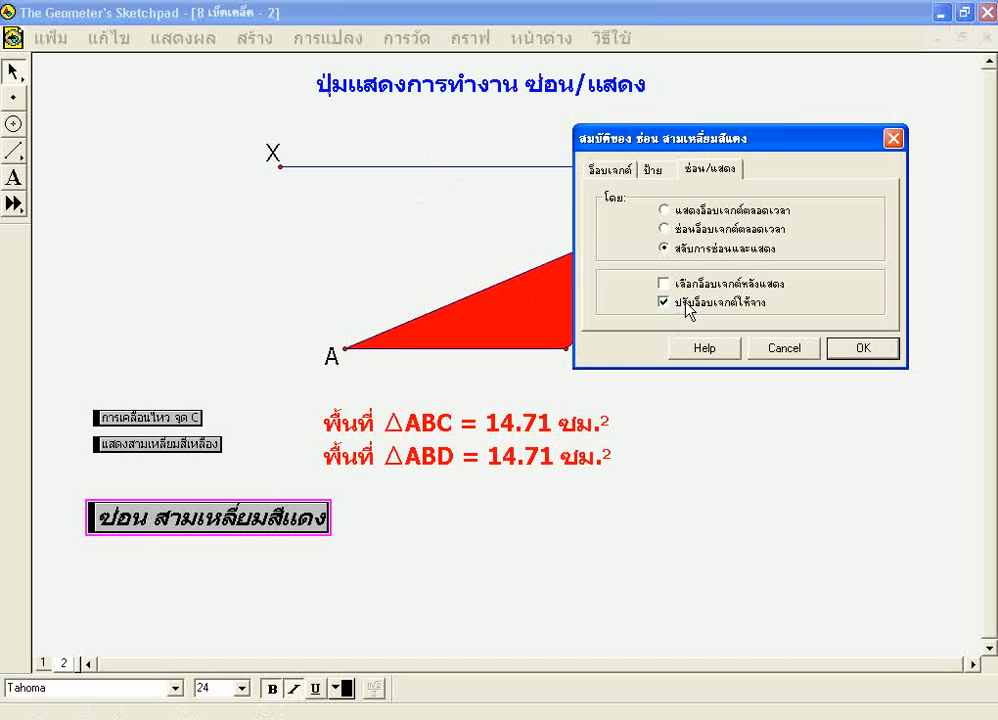 The Geometer's Sketchpad - [8 เบ็ดเตล็ด - 2]
แฟ้ม แก้ไข แสดงผล สร้าง การแปลง การวัด กราฟ หน้าต่าง วิธีใช้
ปุ่มแสดงการทำงาน ซ่อน/แสดง
X
สมบัติของ ซ่อน สามเหลี่ยมสีแดง
อ็อบเจกต์ ป้าย ซ่อน/แสดง
โดย:
แสดงอ็อบเจกต์ตลอดเวลา
ซ่อนอ็อบเจกต์ตลอดเวลา
สลับการซ่อนและแสดง
เลือกอ็อบเจกต์หลังแสดง
ปรับอ็อบเจกต์ให้จาง
Help Cancel OK
A
A
การเคลื่อนไหว จุด C
แสดงสามเหลี่ยมสีเหลือง
พื้นที่ △ABC = 14.71 ซม.²
พื้นที่ △ABD = 14.71 ซม.²
ซ่อน สามเหลี่ยมสีแดง
1 2
Tahoma 24 B I U